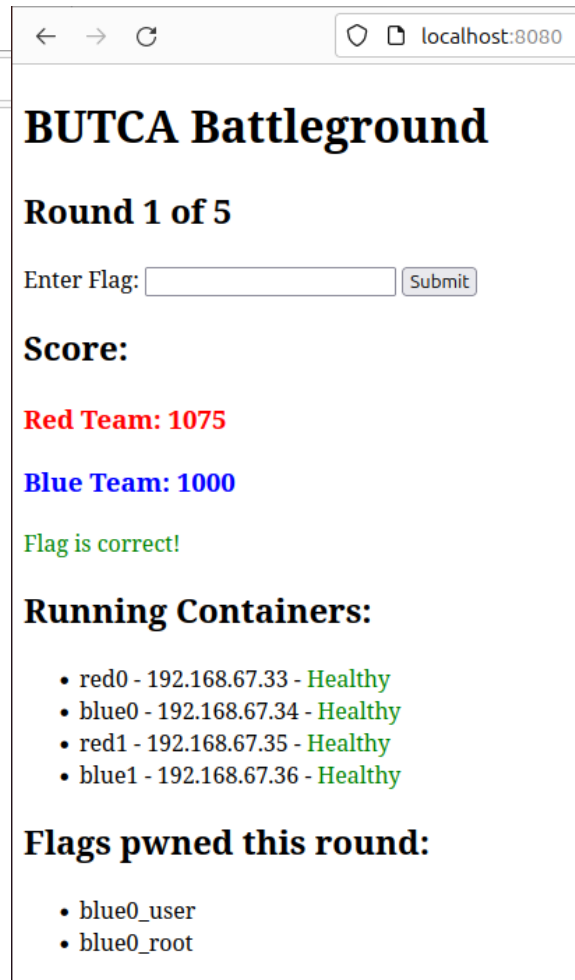 localhost:8080
BUTCA Battleground
Round 1 of 5
Enter Flag: Submit
Score:
Red Team: 1075
Blue Team: 1000
Flag is correct!
Running Containers:
• red0 - 192.168.67.33 - Healthy
• blue0 - 192.168.67.34 - Healthy
• red1 - 192.168.67.35 - Healthy
• blue1 - 192.168.67.36 - Healthy
Flags pwned this round:
• blue0_user
• blue0_root